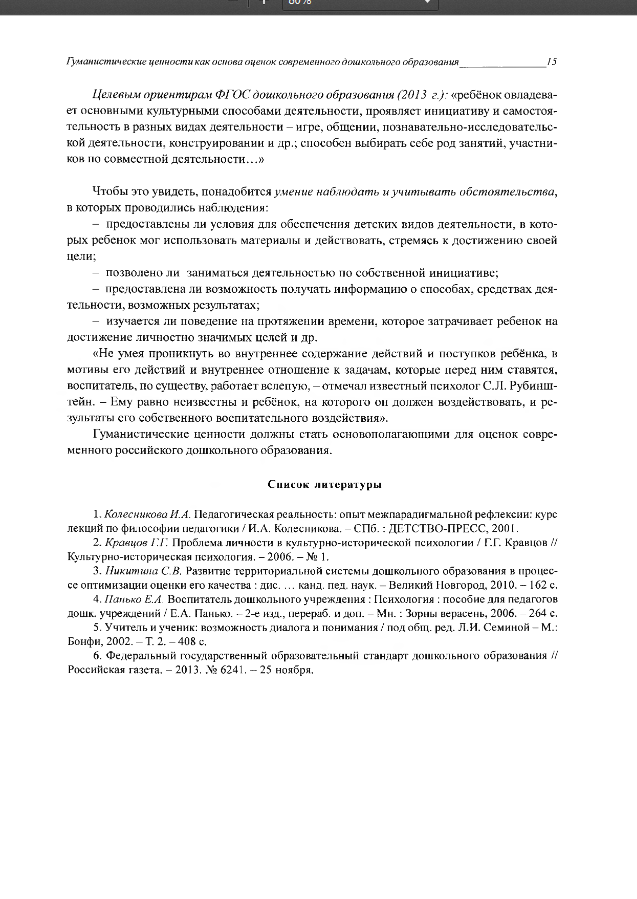 80%
Гуманистические ценности как основа оценок современного дошкольного образования 15
Целевым ориентирам ФГОС дошкольного образования (2013 г.): «ребёнок овладева-
ет основными культурными способами деятельности, проявляет инициативу и самостоя-
тельность в разных видах деятельности – игре, общении, познавательно-исследовательс-
кой деятельности, конструировании и др.; способен выбирать себе род занятий, участни-
ков по совместной деятельности…»
Чтобы это увидеть, понадобится умение наблюдать и учитывать обстоятельства,
в которых проводились наблюдения:
– предоставлены ли условия для обеспечения детских видов деятельности, в кото-
рых ребенок мог использовать материалы и действовать, стремясь к достижению своей
цели;
– позволено ли заниматься деятельностью по собственной инициативе;
– предоставлена ли возможность получать информацию о способах, средствах дея-
тельности, возможных результатах;
– изучается ли поведение на протяжении времени, которое затрачивает ребенок на
достижение личностно значимых целей и др.
«Не умея проникнуть во внутреннее содержание действий и поступков ребёнка, в
мотивы его действий и внутреннее отношение к задачам, которые перед ним ставятся,
воспитатель, по существу, работает вслепую, – отмечал известный психолог С.Л. Рубинш-
тейн. – Ему равно неизвестны и ребёнок, на которого он должен воздействовать, и ре-
зультаты его собственного воспитательного воздействия».
Гуманистические ценности должны стать основополагающими для оценок совре-
менного российского дошкольного образования.
Список литературы
1. Колесникова И.А. Педагогическая реальность: опыт межпарадигмальной рефлексии: курс
лекций по философии педагогики / И.А. Колесникова. – СПб. : ДЕТСТВО-ПРЕСС, 2001.
2. Кравцов Г.Г. Проблема личности в культурно-исторической психологии / Г.Г. Кравцов //
Культурно-историческая психология. – 2006. – № 1.
3. Никитина С.В. Развитие территориальной системы дошкольного образования в процес-
се оптимизации оценки его качества : дис. … канд. пед. наук. – Великий Новгород, 2010. – 162 с.
4. Панько Е.А. Воспитатель дошкольного учреждения : Психология : пособие для педагогов
дошк. учреждений / Е.А. Панько. – 2-е изд., перераб. и доп. – Мн. : Зорны верасень, 2006. – 264 с.
5. Учитель и ученик: возможность диалога и понимания / под общ. ред. Л.И. Семиной – М.:
Бонфи, 2002. – Т. 2. – 408 с.
6. Федеральный государственный образовательный стандарт дошкольного образования //
Российская газета. – 2013. № 6241. – 25 ноября.